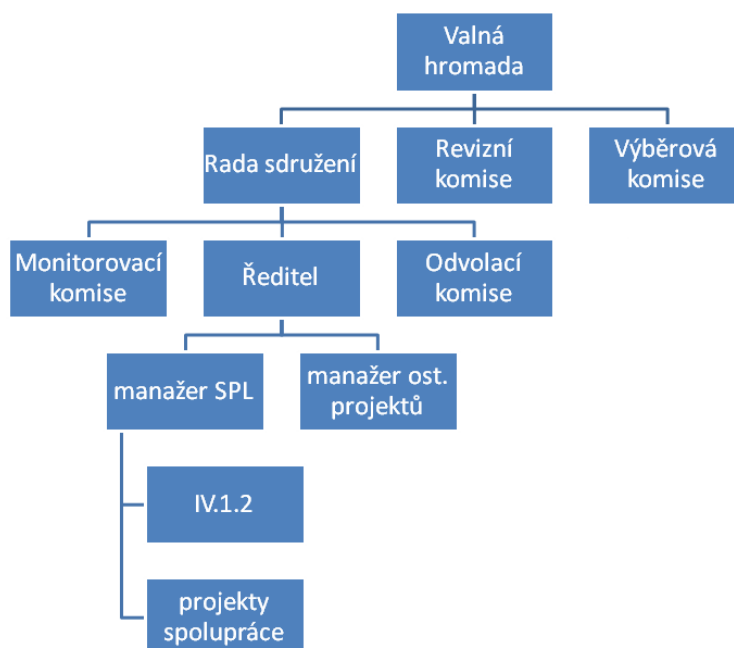 Valná
hromada
Rada sdružení
Revizní
komise
Výběrová
komise
Monitorovací
komise
Ředitel
Odvolací
komise
manažer SPL
manažer ost.
projektů
IV.1.2
projekty
spolupráce